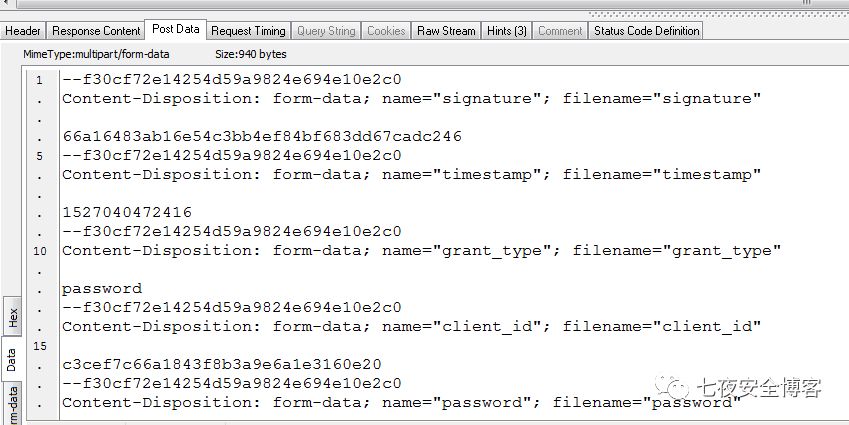 Header Response Content Post Data Request Timing Query String Cookies Raw Stream Hints (3) Comment Status Code Definition
MimeType:multipart/form-data Size:940 bytes
1 --f30cf72e14254d59a9824e694e10e2c0
. Content-Disposition: form-data; name="signature"; filename="signature"
.
. 66a16483ab16e54c3bb4ef84bf683dd67cadc246
5 --f30cf72e14254d59a9824e694e10e2c0
. Content-Disposition: form-data; name="timestamp"; filename="timestamp"
.
. 1527040472416
. --f30cf72e14254d59a9824e694e10e2c0
10 Content-Disposition: form-data; name="grant_type"; filename="grant_type"
.
. password
. --f30cf72e14254d59a9824e694e10e2c0
. Content-Disposition: form-data; name="client_id"; filename="client_id"
15
. c3cef7c66a1843f8b3a9e6a1e3160e20
. --f30cf72e14254d59a9824e694e10e2c0
. Content-Disposition: form-data; name="password"; filename="password"
Hex
Data
rm-data
七夜安全博客